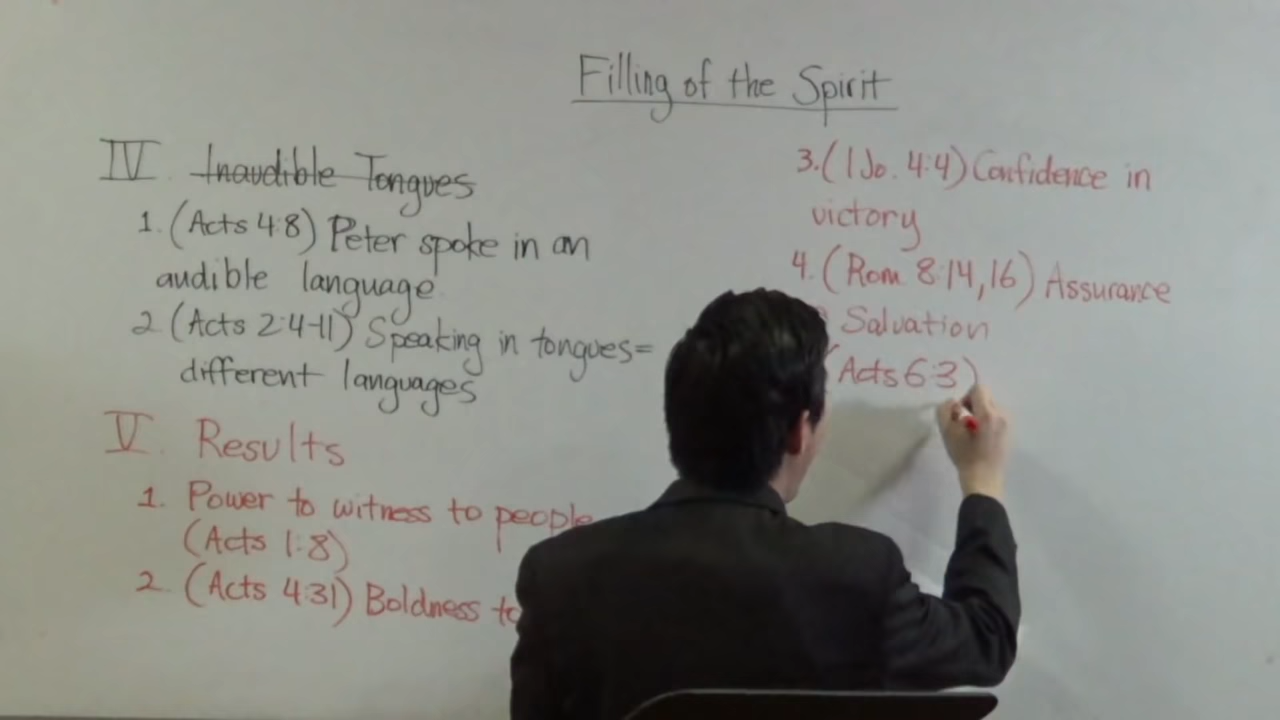 Filling of the Spirit
IV. Inaudible Tongues
1. (Acts 4:8) Peter spoke in an
audible language
2. (Acts 2:4-11) Speaking in tongues=
different languages
V. Results
1. Power to witness to people
(Acts 1:8)
2. (Acts 4:31) Boldness to
3. (1 Jo. 4:4) Confidence in
victory
4. (Rom. 8:14,16) Assurance
Salvation
(Acts 6:3)